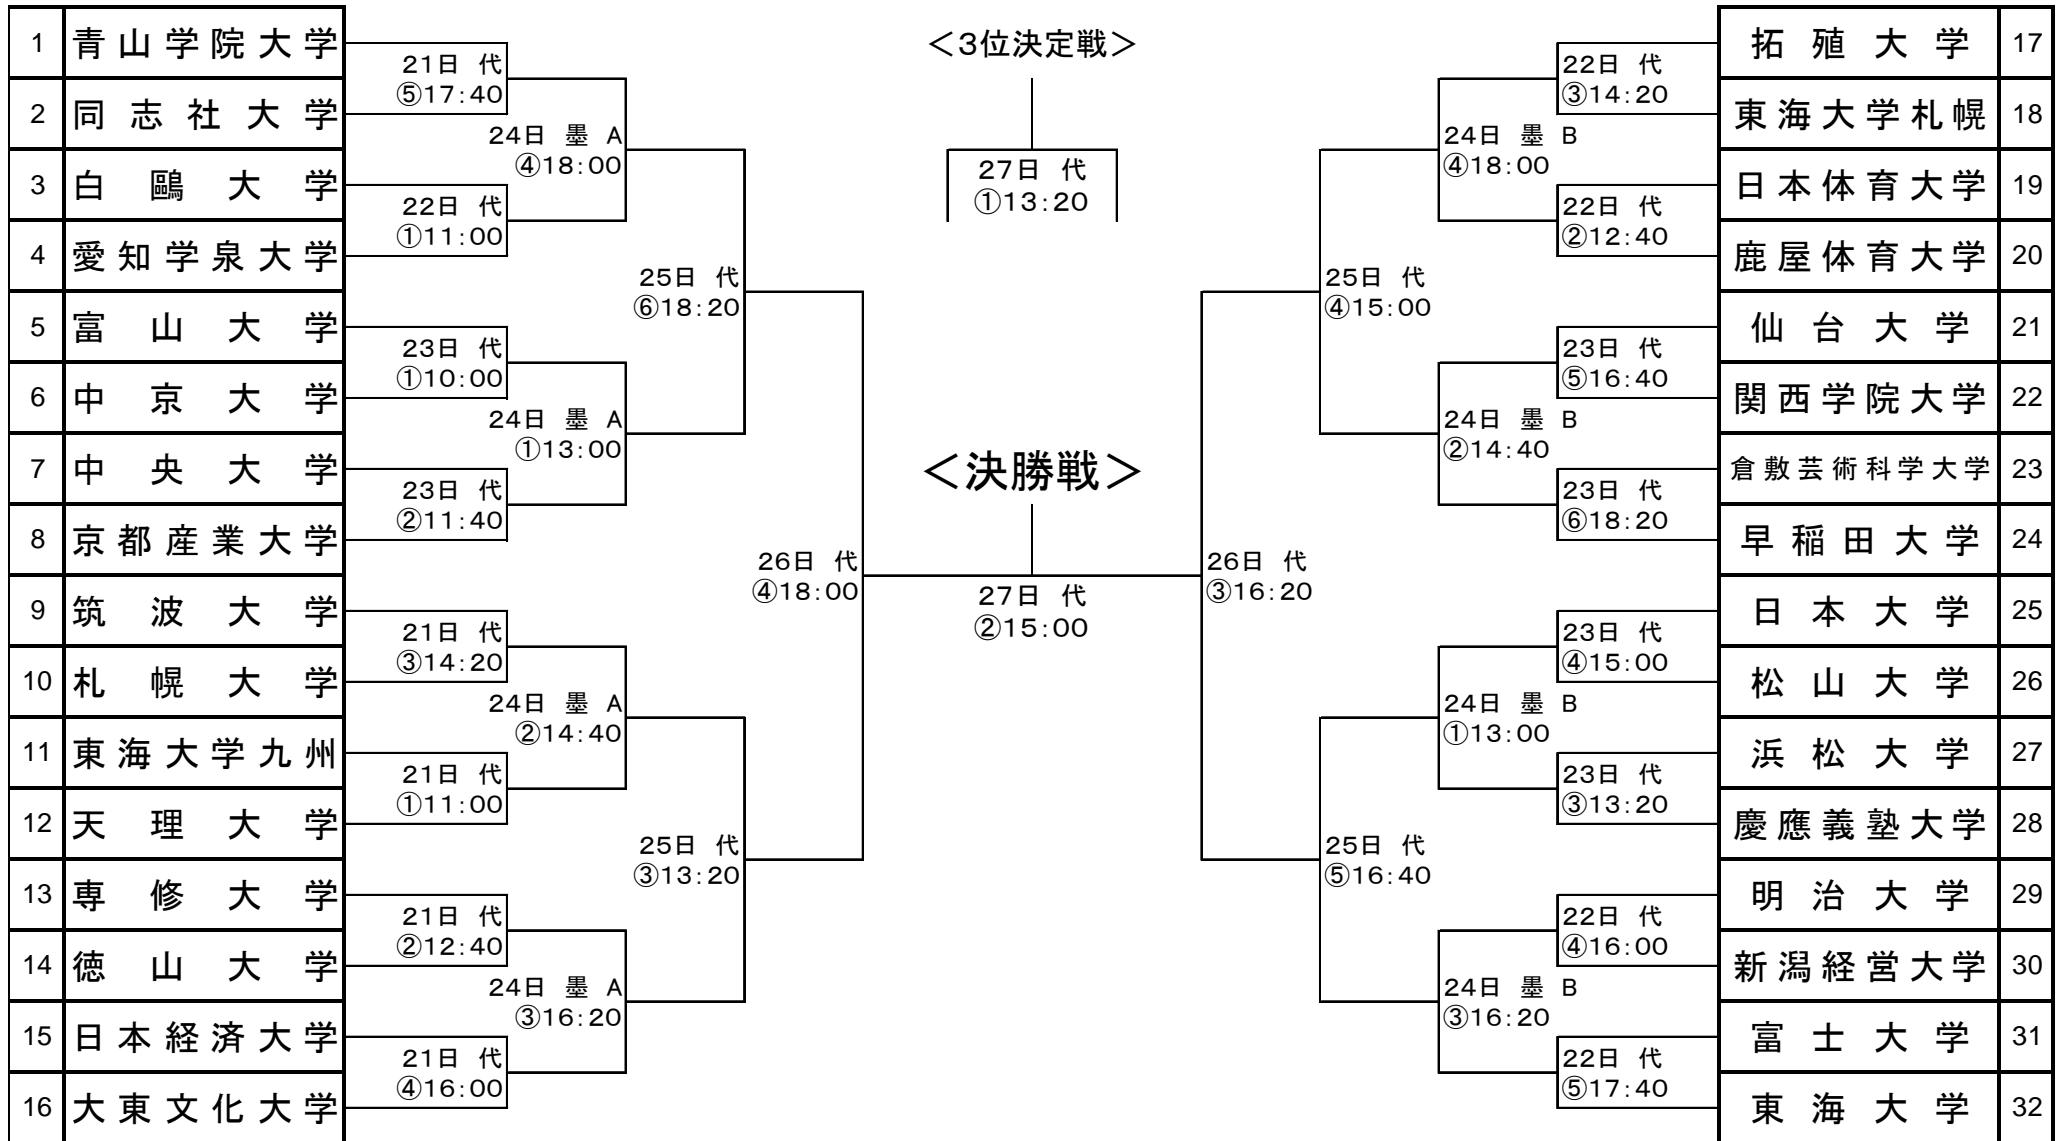 1 青山学院大学
2 同志社大学
3 白鷗大学
4 愛知学泉大学
5 富山大学
6 中京大学
7 中央大学
8 京都産業大学
9 筑波大学
10 札幌大学
11 東海大学九州
12 天理大学
13 専修大学
14 徳山大学
15 日本経済大学
16 大東文化大学
21日 代
⑤17:40
22日 代
①11:00
23日 代
①10:00
23日 代
②11:40
21日 代
③14:20
21日 代
①11:00
21日 代
②12:40
21日 代
④16:00
24日 墨 A
④18:00
24日 墨 A
①13:00
24日 墨 A
②14:40
24日 墨 A
③16:20
25日 代
⑥18:20
25日 代
③13:20
26日 代
④18:00
<3位決定戦>
27日 代
①13:20
<決勝戦>
27日 代
②15:00
26日 代
③16:20
25日 代
④15:00
25日 代
⑤16:40
24日 墨 B
④18:00
24日 墨 B
②14:40
24日 墨 B
①13:00
24日 墨 B
③16:20
22日 代
③14:20
22日 代
②12:40
23日 代
⑤16:40
23日 代
⑥18:20
23日 代
④15:00
23日 代
③13:20
22日 代
④16:00
22日 代
⑤17:40
拓殖大学 17
東海大学札幌 18
日本体育大学 19
鹿屋体育大学 20
仙台大学 21
関西学院大学 22
倉敷芸術科学大学 23
早稲田大学 24
日本大学 25
松山大学 26
浜松大学 27
慶應義塾大学 28
明治大学 29
新潟経営大学 30
富士大学 31
東海大学 32